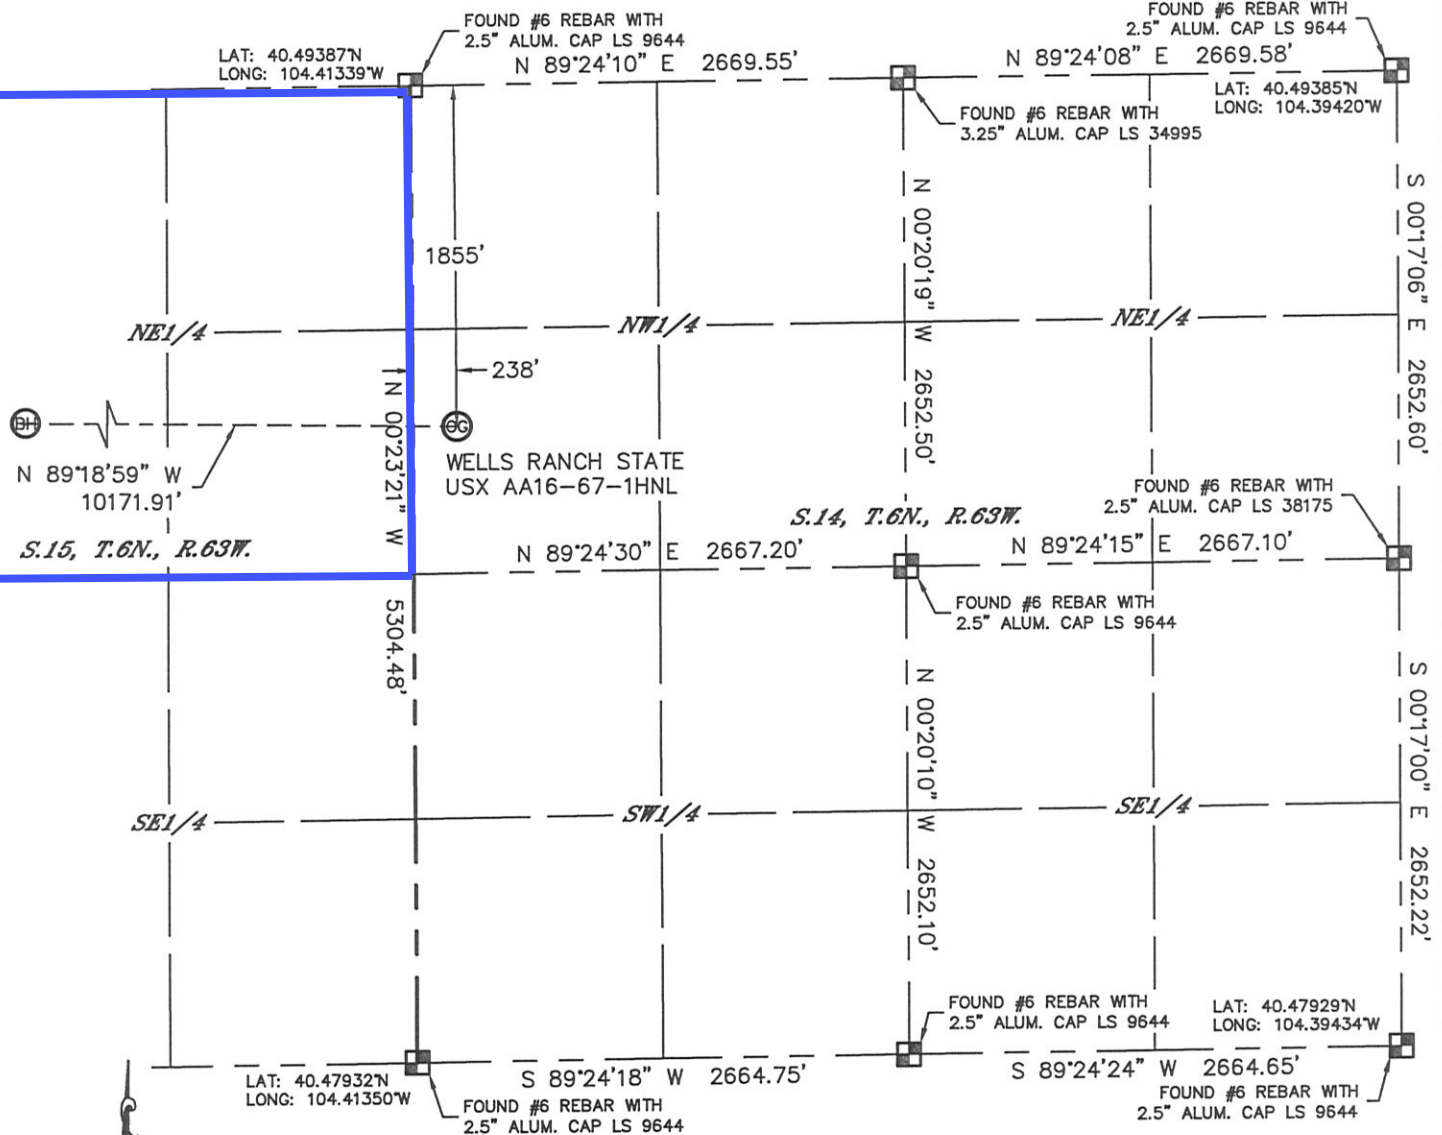 FOUND #6 REBAR WITH
2.5" ALUM. CAP LS 9644
FOUND #6 REBAR WITH
2.5" ALUM. CAP LS 9644
LAT: 40.49387°N
LONG: 104.41339°W
N 89°24'10" E 2669.55'
N 89°24'08" E 2669.58'
LAT: 40.49385°N
LONG: 104.39420°W
FOUND #6 REBAR WITH
3.25" ALUM. CAP LS 34995
N 00°20'19" W 2652.50'
S 00°17'06" E 2652.60'
1855'
NE1/4
NW1/4
NE1/4
238'
N 00°23'21" W 5304.48'
BH
OG
N 89°18'59" W
10171.91'
WELLS RANCH STATE
USX AA16-67-1HNL
FOUND #6 REBAR WITH
2.5" ALUM. CAP LS 38175
S.15, T.6N., R.63W.
S.14, T.6N., R.63W.
N 89°24'30" E 2667.20'
N 89°24'15" E 2667.10'
FOUND #6 REBAR WITH
2.5" ALUM. CAP LS 9644
N 00°20'10" W 2652.10'
S 00°17'00" E 2652.22'
SE1/4
SW1/4
SE1/4
FOUND #6 REBAR WITH
2.5" ALUM. CAP LS 9644
LAT: 40.47929°N
LONG: 104.39434°W
LAT: 40.47932°N
LONG: 104.41350°W
S 89°24'18" W 2664.75'
S 89°24'24" W 2664.65'
FOUND #6 REBAR WITH
2.5" ALUM. CAP LS 9644
FOUND #6 REBAR WITH
2.5" ALUM. CAP LS 9644